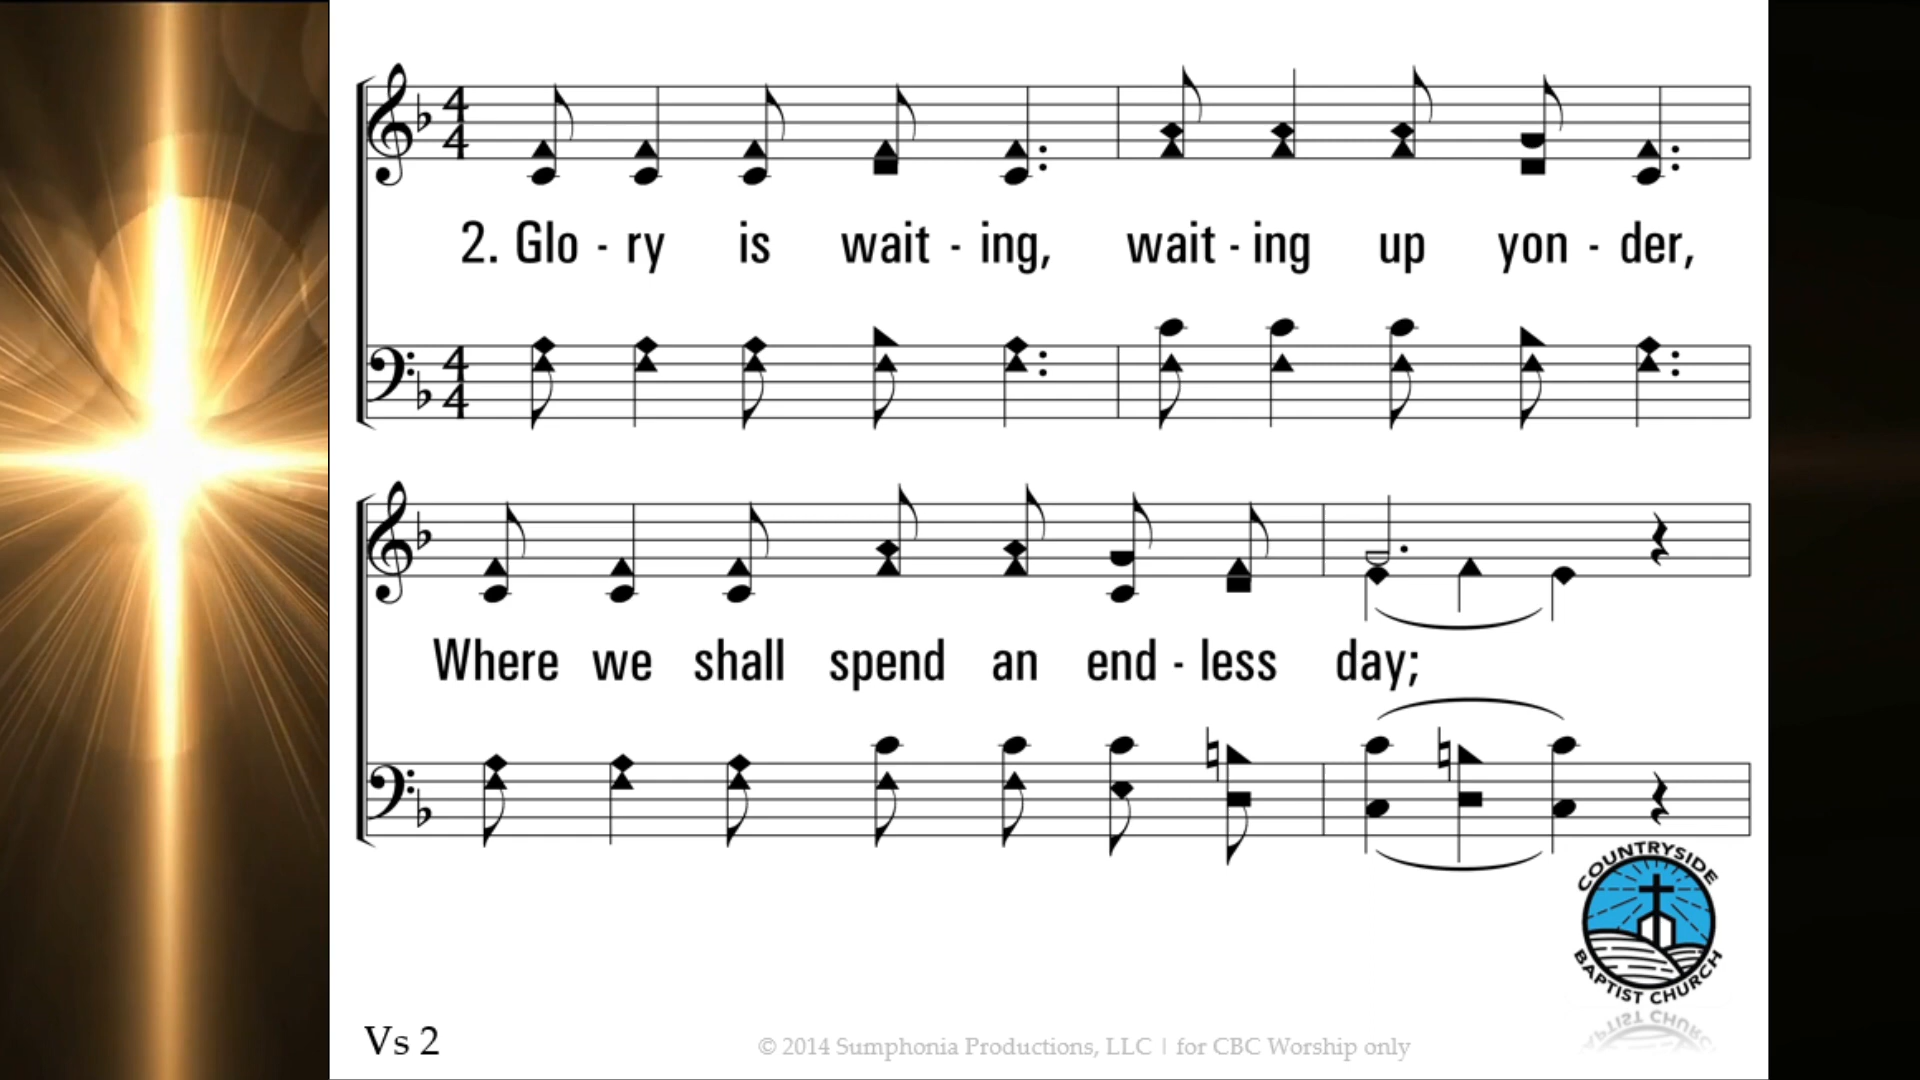 2. Glo - ry is wait - ing, wait - ing up yon - der,
Where we shall spend an end - less day;
COUNTRYSIDE
BAPTIST CHURCH
Vs 2
© 2014 Sumphonia Productions, LLC | for CBC Worship only